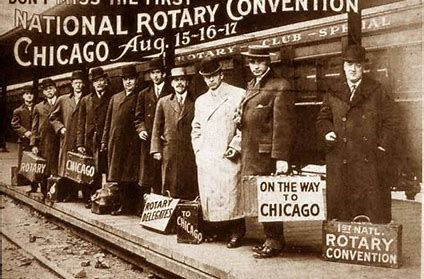 DON'T MISS THE FIRST
NATIONAL ROTARY CONVENTION
CHICAGO AUG. 15-16-17
ROTARY CLUB - SPECIAL
ROTARY
CHICAGO
ROTARY
DELEGATES
TO
CHICAGO
ON THE WAY
TO
CHICAGO
1ST NATL.
ROTARY
CONVENTION